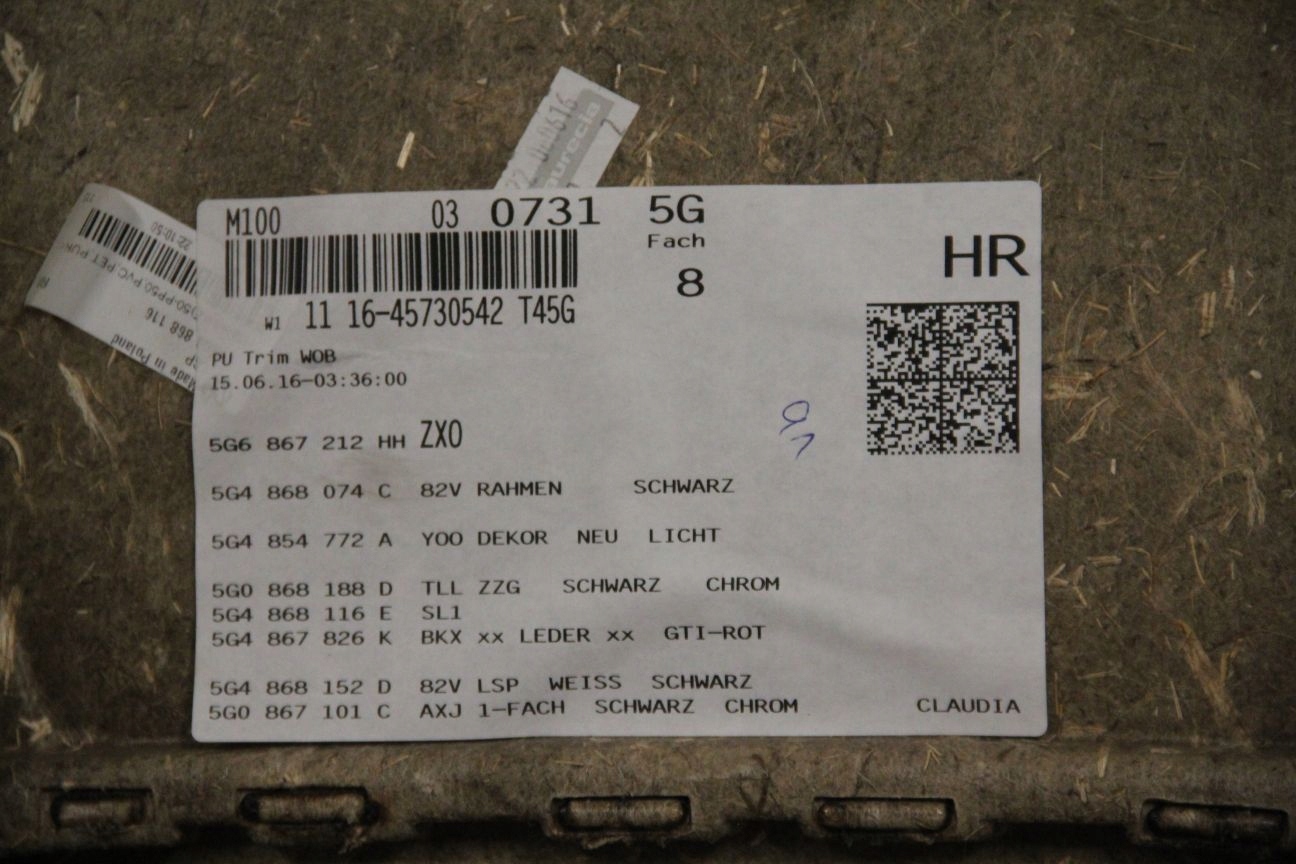 M100 03 0731 5G
Fach
8
HR
W1 11 16-45730542 T45G
PU Trim WOB
15.06.16-03:36:00
5G6 867 212 HH ZX0
91
5G4 868 074 C 82V RAHMEN SCHWARZ
5G4 854 772 A YOO DEKOR NEU LICHT
5G0 868 188 D TLL ZZG SCHWARZ CHROM
5G4 868 116 E SL1
5G4 867 826 K BKX xx LEDER xx GTI-ROT
5G4 868 152 D 82V LSP WEISS SCHWARZ
5G0 867 101 C AXJ 1-FACH SCHWARZ CHROM CLAUDIA
22:10:50
868 116
Made in Poland